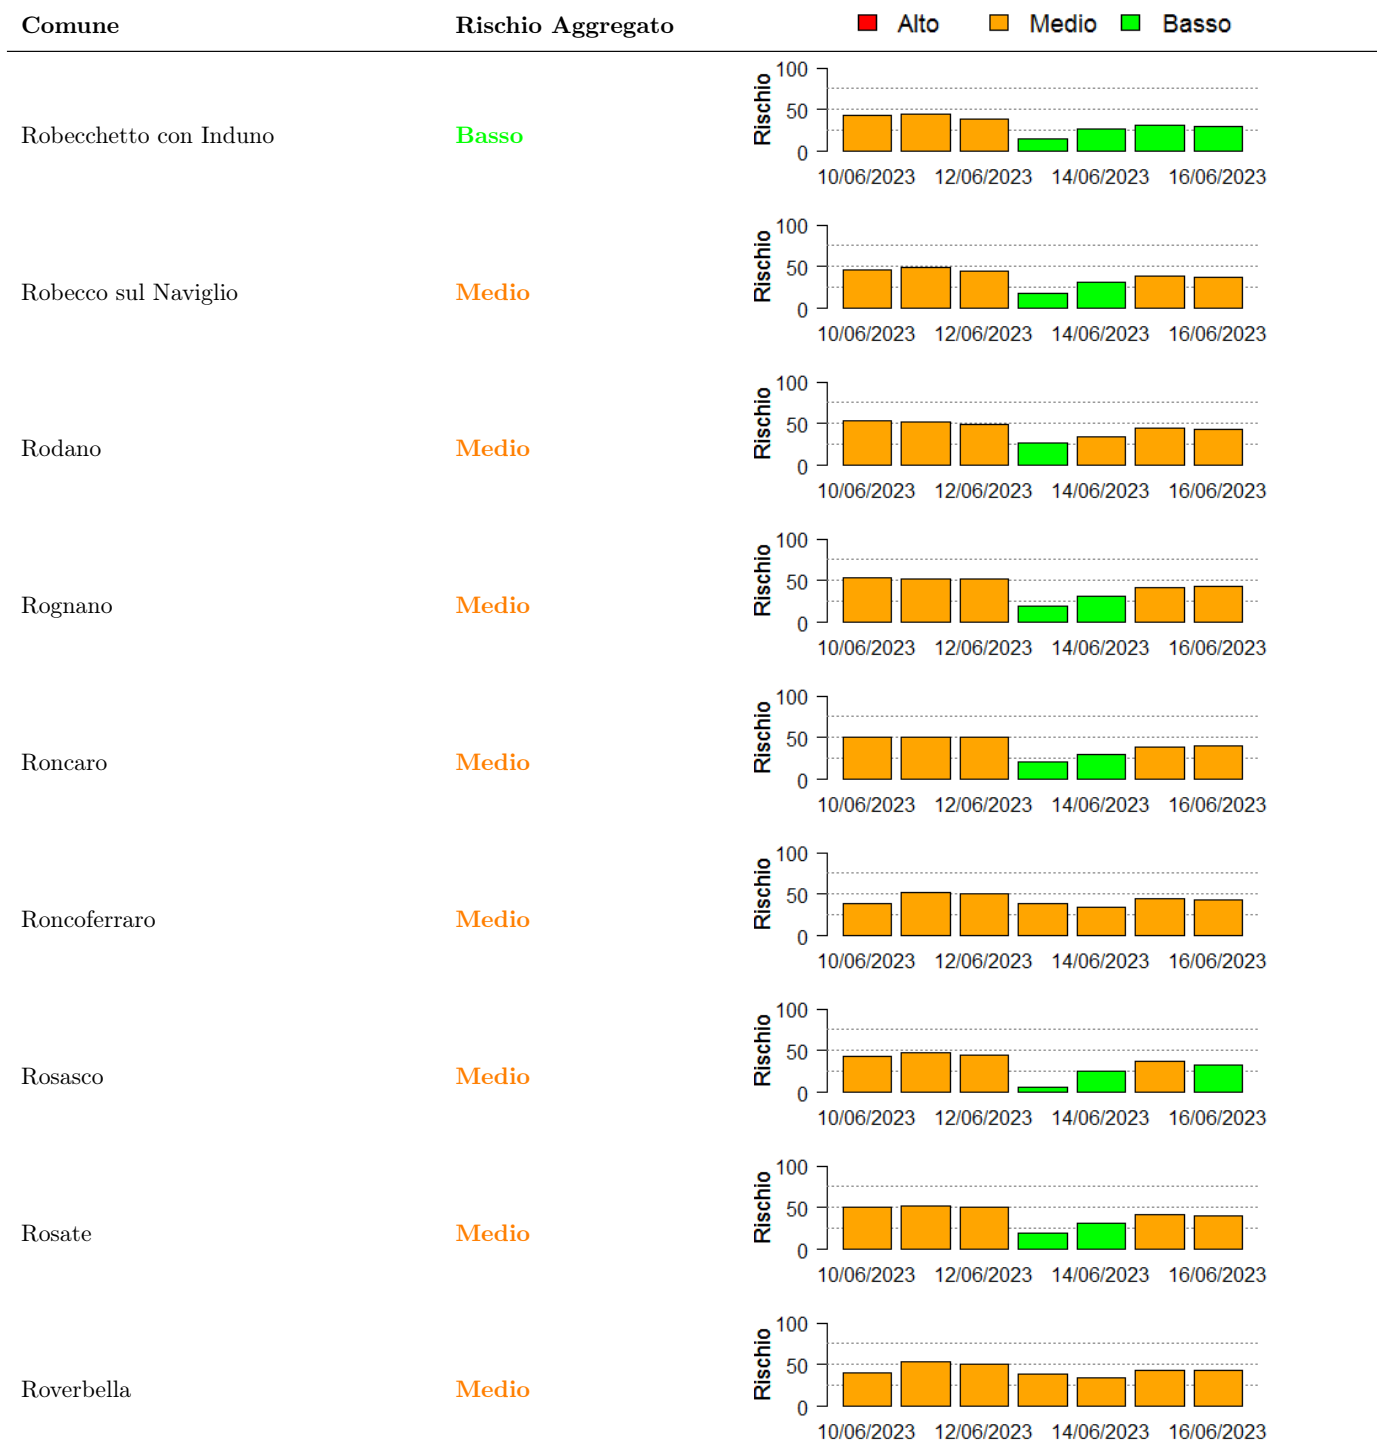 Comune Rischio Aggregato Alto Medio Basso
Robecchetto con Induno Basso
Rischio
100
50
0
10/06/2023 12/06/2023 14/06/2023 16/06/2023
Robecco sul Naviglio Medio
Rischio
100
50
0
10/06/2023 12/06/2023 14/06/2023 16/06/2023
Rodano Medio
Rischio
100
50
0
10/06/2023 12/06/2023 14/06/2023 16/06/2023
Rognano Medio
Rischio
100
50
0
10/06/2023 12/06/2023 14/06/2023 16/06/2023
Roncaro Medio
Rischio
100
50
0
10/06/2023 12/06/2023 14/06/2023 16/06/2023
Roncoferraro Medio
Rischio
100
50
0
10/06/2023 12/06/2023 14/06/2023 16/06/2023
Rosasco Medio
Rischio
100
50
0
10/06/2023 12/06/2023 14/06/2023 16/06/2023
Rosate Medio
Rischio
100
50
0
10/06/2023 12/06/2023 14/06/2023 16/06/2023
Roverbella Medio
Rischio
100
50
0
10/06/2023 12/06/2023 14/06/2023 16/06/2023